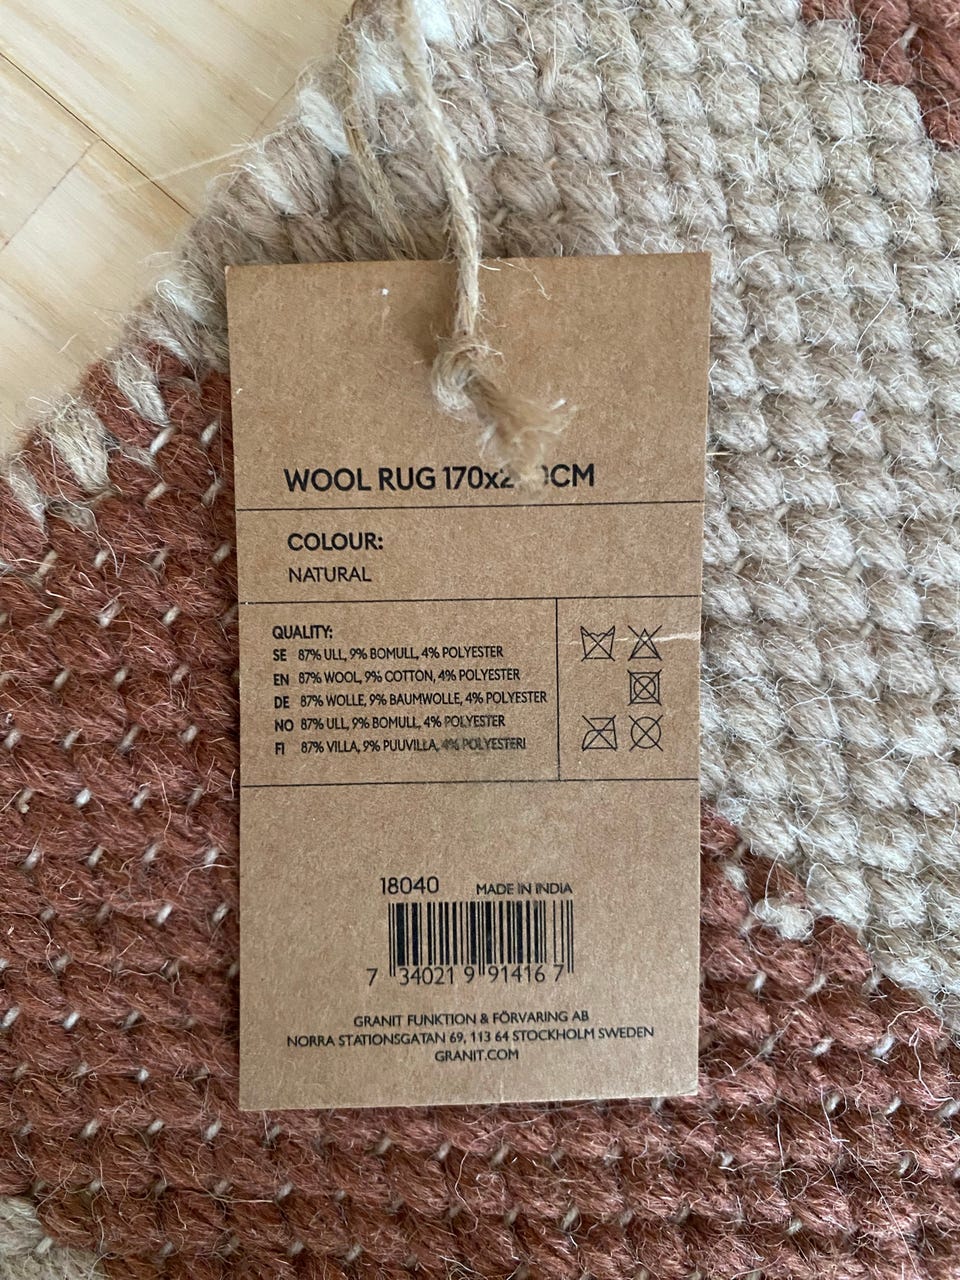 WOOL RUG
COLOUR:
NATURAL
QUALITY:
SE 87% ULL, 9% BOMULL, 4% POLYESTER
EN 87% WOOL, 9% COTTON, 4% POLYESTER
DE 87% WOLLE, 9% BAUMWOLLE, 4% POLYESTER
NO 87% ULL, 9% BOMULL, 4% POLYESTER
FI 87% VILLA, 9% PUUVILLA, 4% POLYESTERI
18040 MADE IN INDIA
7 340219 914167
GRANIT FUNKTION & FÖRVARING AB
NORRA STATIONSGATAN 69, 113 64 STOCKHOLM SWEDEN
GRANIT.COM